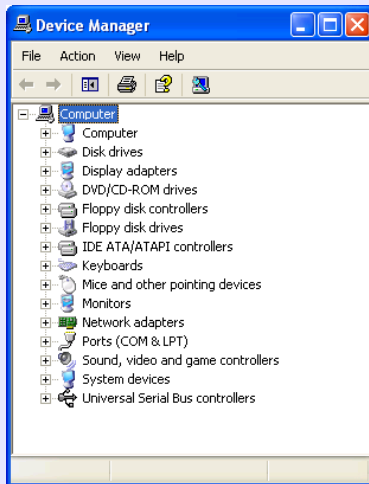 Device Manager
File Action View Help
Computer
Computer
Disk drives
Display adapters
DVD/CD-ROM drives
Floppy disk controllers
Floppy disk drives
IDE ATA/ATAPI controllers
Keyboards
Mice and other pointing devices
Monitors
Network adapters
Ports (COM & LPT)
Sound, video and game controllers
System devices
Universal Serial Bus controllers